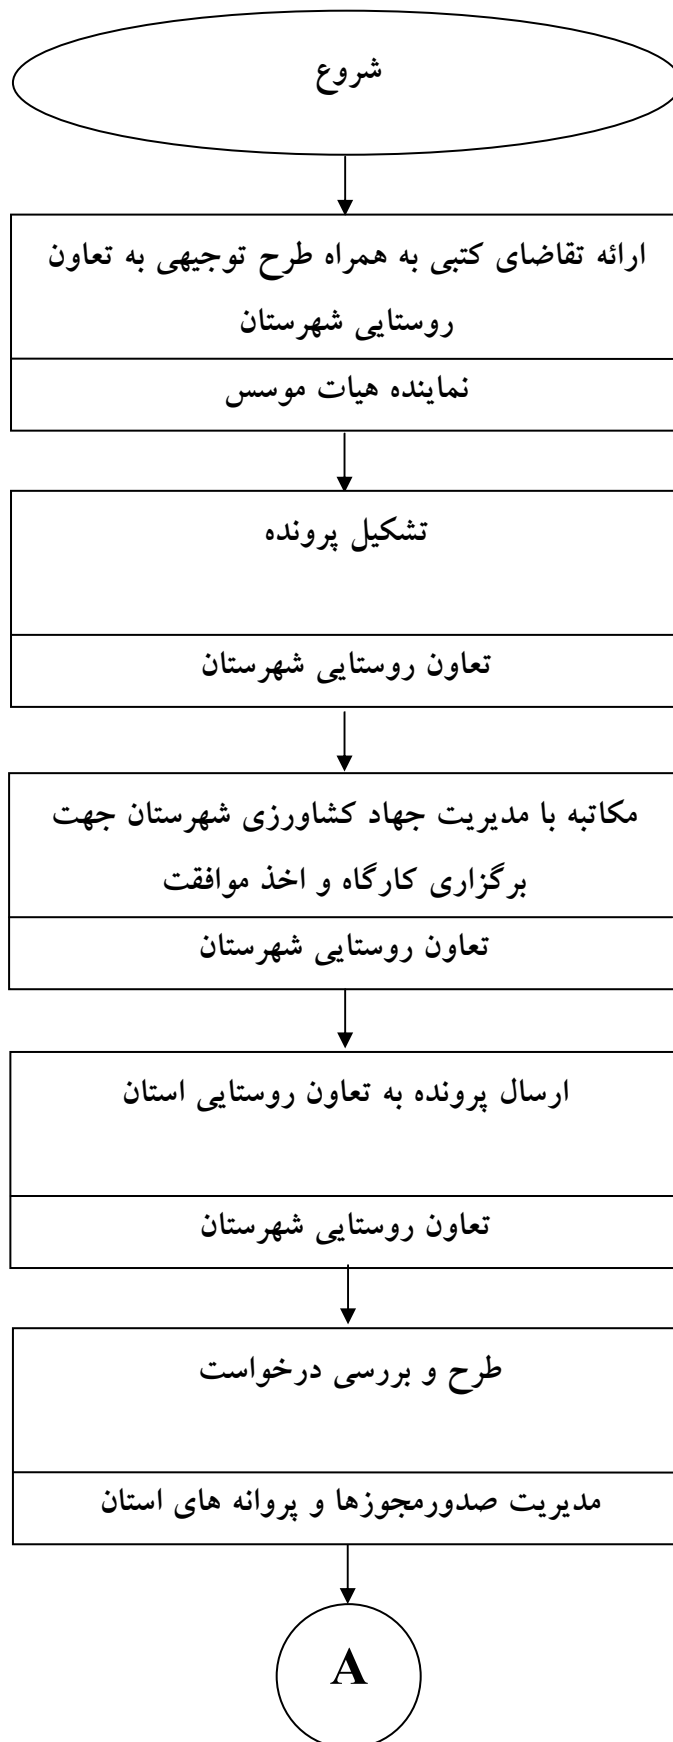 شروع
ارائه تقاضای کتبی به همراه طرح توجیهی به تعاون
روستایی شهرستان
نماینده هیات موسس
تشکیل پرونده
تعاون روستایی شهرستان
مکاتبه با مدیریت جهاد کشاورزی شهرستان جهت
برگزاری کارگاه و اخذ موافقت
تعاون روستایی شهرستان
ارسال پرونده به تعاون روستایی استان
تعاون روستایی شهرستان
طرح و بررسی درخواست
مدیریت صدورمجوزها و پروانه های استان
A